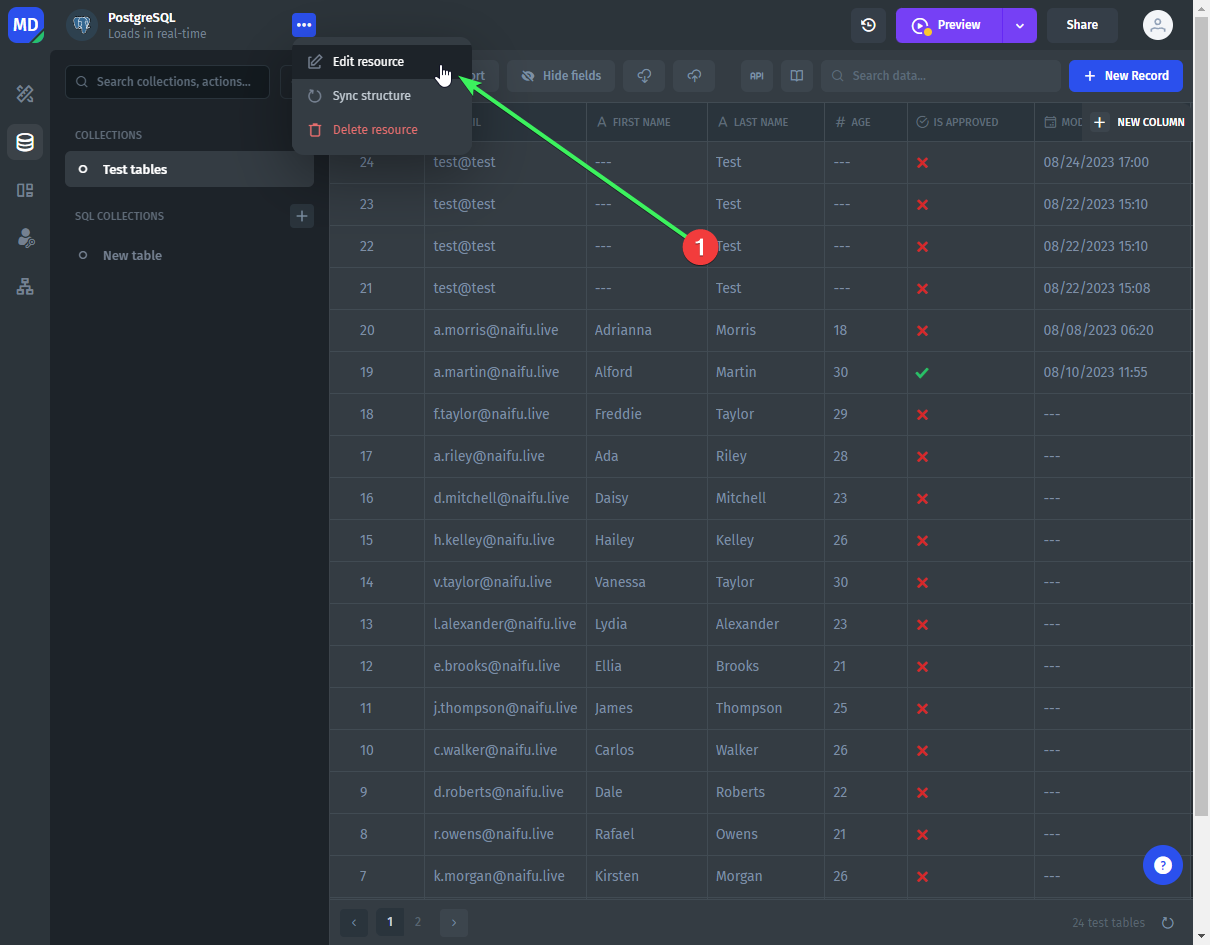 MD
PostgreSQL
Loads in real-time
Preview
Share
Edit resource
Sync structure
Delete resource
Search collections, actions...
Hide fields
API
Search data...
New Record
COLLECTIONS
Test tables
SQL COLLECTIONS
New table
A FIRST NAME
A LAST NAME
# AGE
IS APPROVED
NEW COLUMN
24 test@test --- Test --- 08/24/2023 17:00
23 test@test --- Test --- 08/22/2023 15:10
1
22 test@test --- Test --- 08/22/2023 15:10
21 test@test --- Test --- 08/22/2023 15:08
20 a.morris@naifu.live Adrianna Morris 18 08/08/2023 06:20
19 a.martin@naifu.live Alford Martin 30 08/10/2023 11:55
18 f.taylor@naifu.live Freddie Taylor 29 ---
17 a.riley@naifu.live Ada Riley 28 ---
16 d.mitchell@naifu.live Daisy Mitchell 23 ---
15 h.kelley@naifu.live Hailey Kelley 26 ---
14 v.taylor@naifu.live Vanessa Taylor 30 ---
13 l.alexander@naifu.live Lydia Alexander 23 ---
12 e.brooks@naifu.live Ellia Brooks 21 ---
11 j.thompson@naifu.live James Thompson 25 ---
10 c.walker@naifu.live Carlos Walker 26 ---
9 d.roberts@naifu.live Dale Roberts 22 ---
8 r.owens@naifu.live Rafael Owens 21 ---
7 k.morgan@naifu.live Kirsten Morgan 26 ---
?
1 2
24 test tables